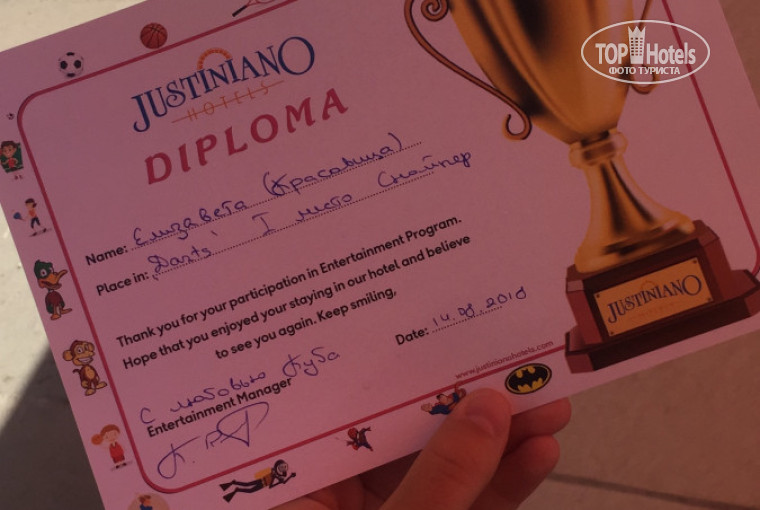 TOPHotels
ФОТО ТУРИСТА
JUSTINIANO
HOTELS
DIPLOMA
Name: Елизавета (Красавица)
Place in: "Darts", I место Снайпер
Thank you for your participation in Entertainment Program.
Hope that you enjoyed your staying in our hotel and believe
to see you again. Keep smiling,
Date: 14.08.2018
С любовью Куба
Entertainment Manager
www.justinianohotels.com
JUSTINIANO